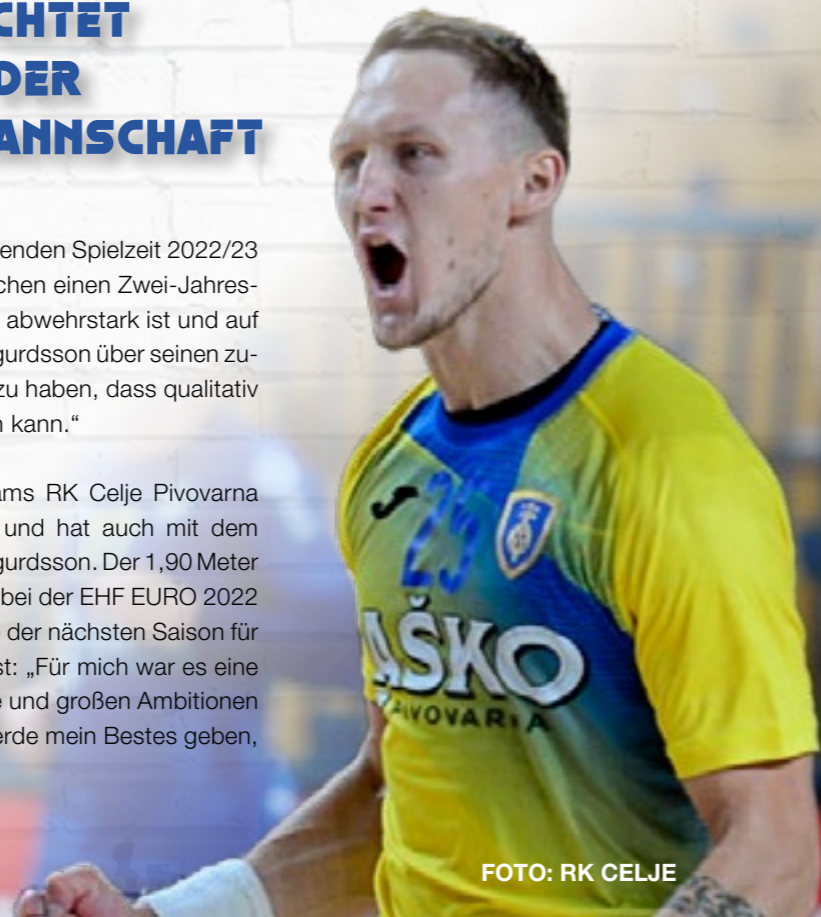 CHTET
DER
ANNSCHAFT
enden Spielzeit 2022/23
chen einen Zwei-Jahres-
abwehrstark ist und auf
gurdsson über seinen zu-
zu haben, dass qualitativ
n kann.“
ams RK Celje Pivovarna
und hat auch mit dem
gurdsson. Der 1,90 Meter
bei der EHF EURO 2022
der nächsten Saison für
st: „Für mich war es eine
e und großen Ambitionen
erde mein Bestes geben,
25
AŠKO
PIVOVARNA
FOTO: RK CELJE